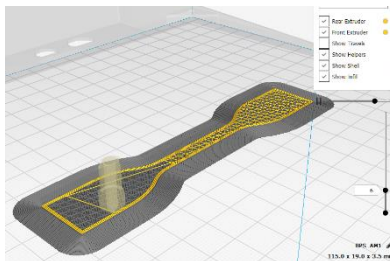 Rear Extruder
Front Extruder
Show Travels
Show Helpers
Show Shell
Show Infill
6
115.0 x 19.0 x 3.5 mm